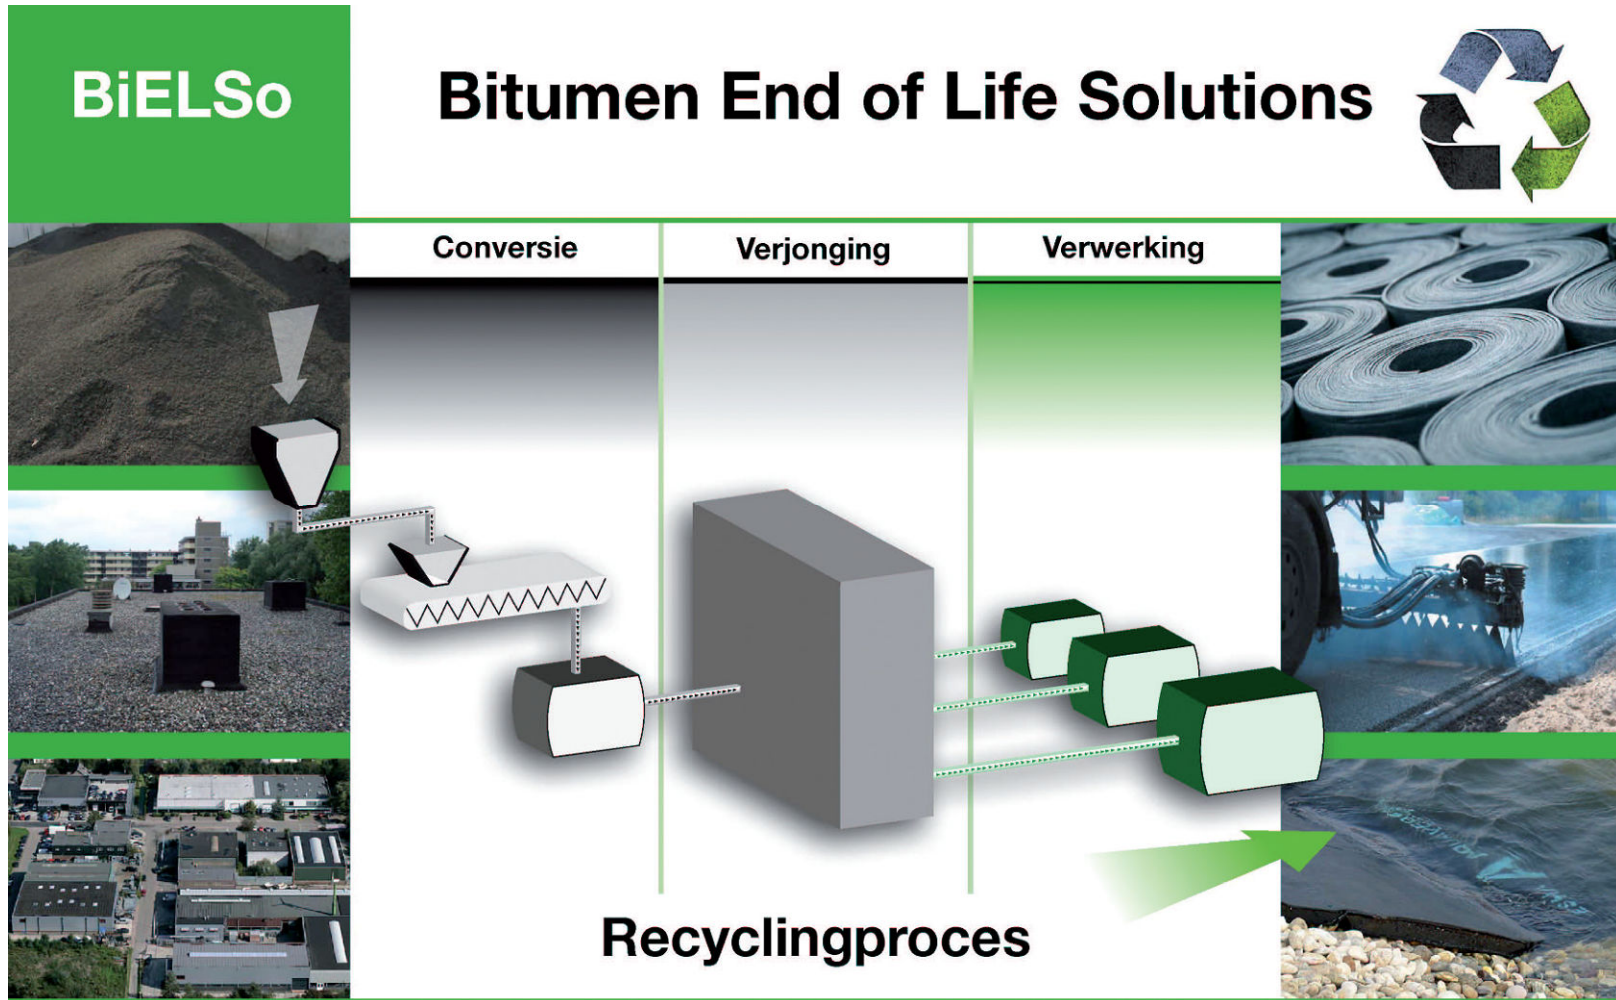 BiELSo
Bitumen End of Life Solutions
Conversie
Verjonging
Verwerking
Recyclingproces